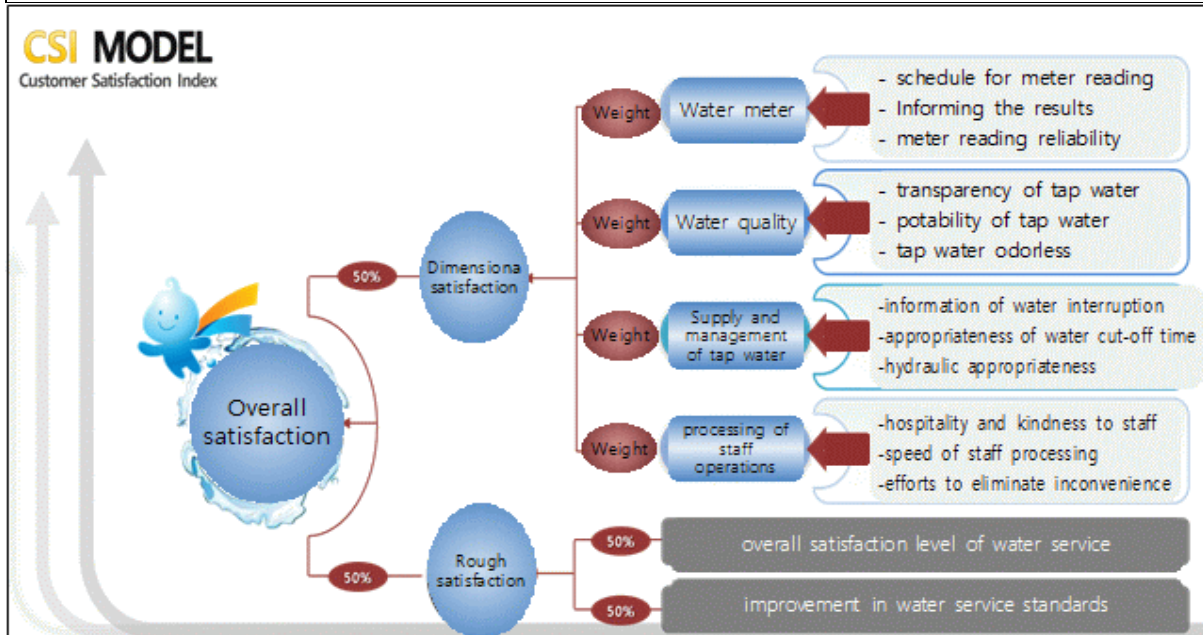 CSI MODEL
Customer Satisfaction Index
Weight
Water meter
- schedule for meter reading
- Informing the results
- meter reading reliability
Weight
Water quality
- transparency of tap water
- potability of tap water
- tap water odorless
50%
Dimensiona
satisfaction
Weight
Supply and
management
of tap water
-information of water interruption
-appropriateness of water cut-off time
-hydraulic appropriateness
Overall
satisfaction
Weight
processing of
staff
operations
-hospitality and kindness to staff
-speed of staff processing
-efforts to eliminate inconvenience
50%
Rough
satisfaction
50%
overall satisfaction level of water service
50%
improvement in water service standards